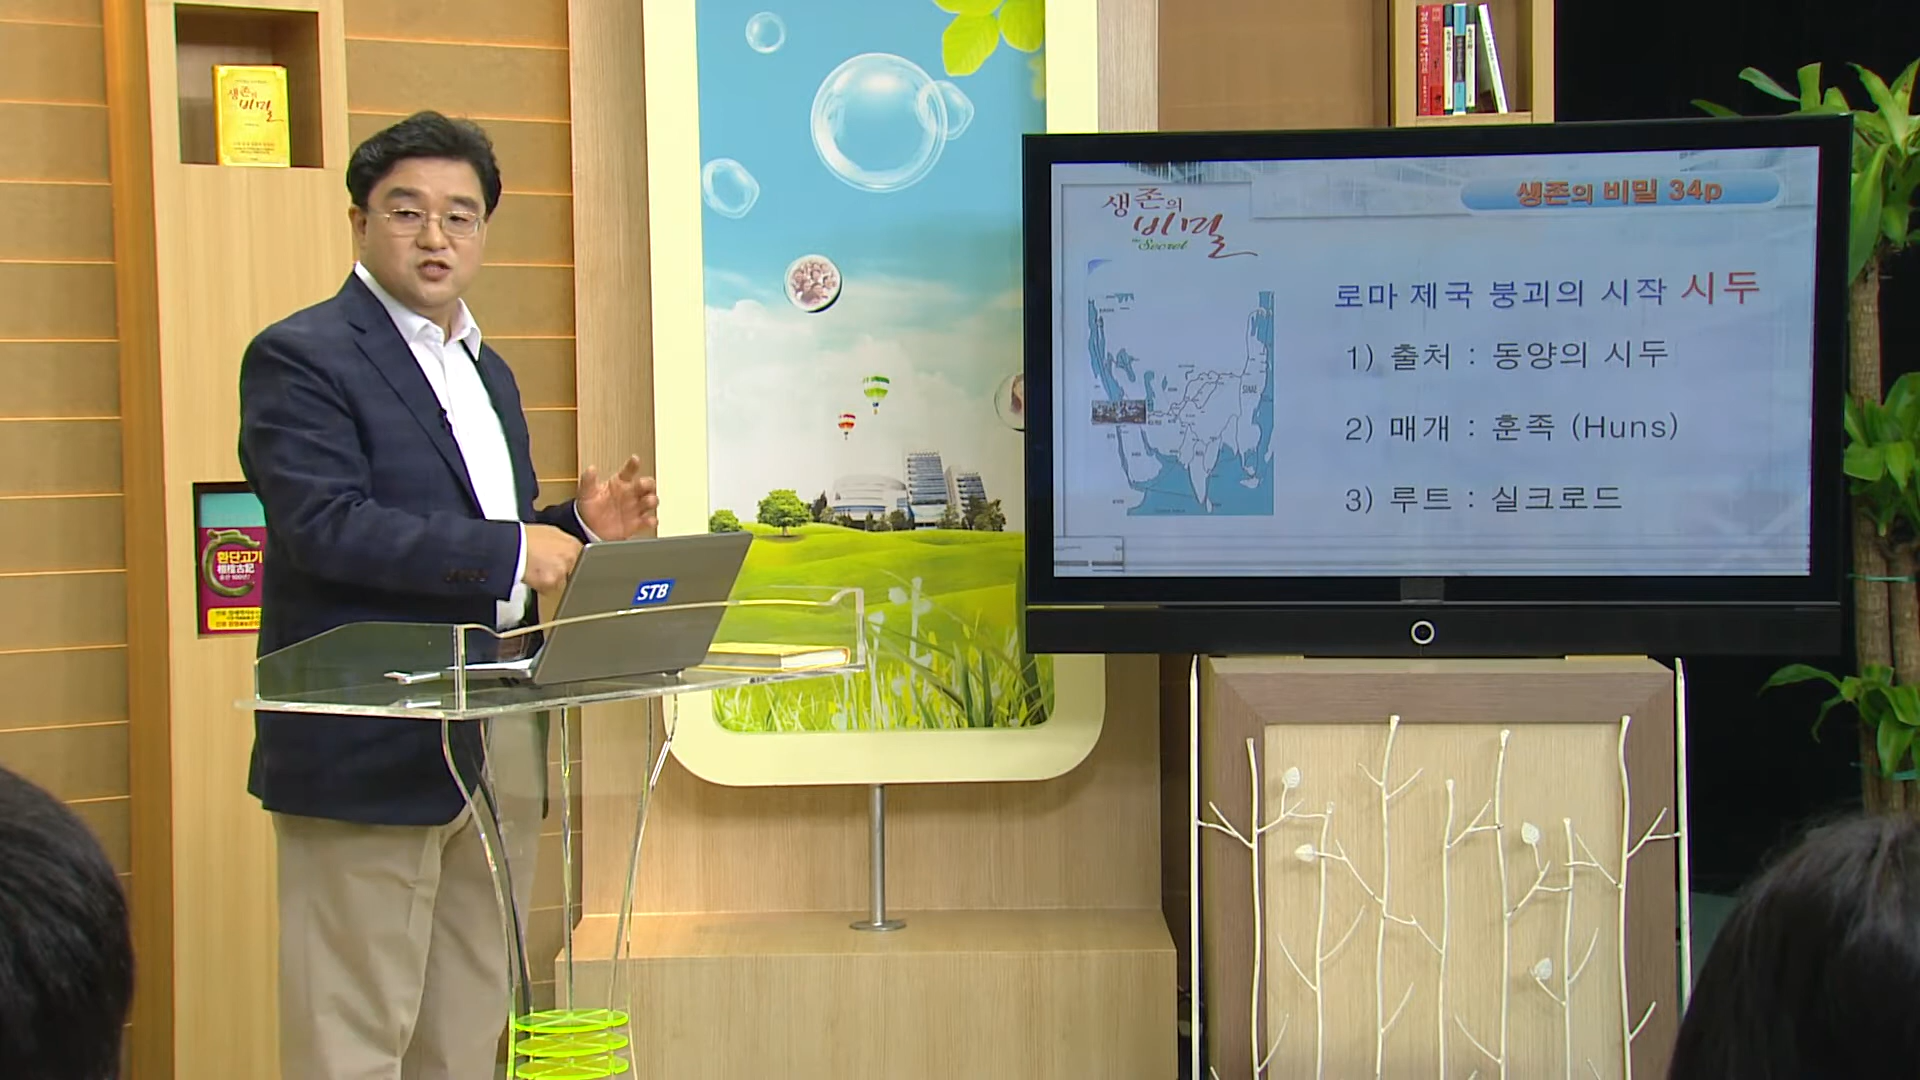 생존의
비밀
환단고기
桓檀古記
STB
생존의
비밀
Secret
생존의 비밀 34p
로마 제국 붕괴의 시작 시두
1) 출처 : 동양의 시두
2) 매개 : 훈족 (Huns)
3) 루트 : 실크로드